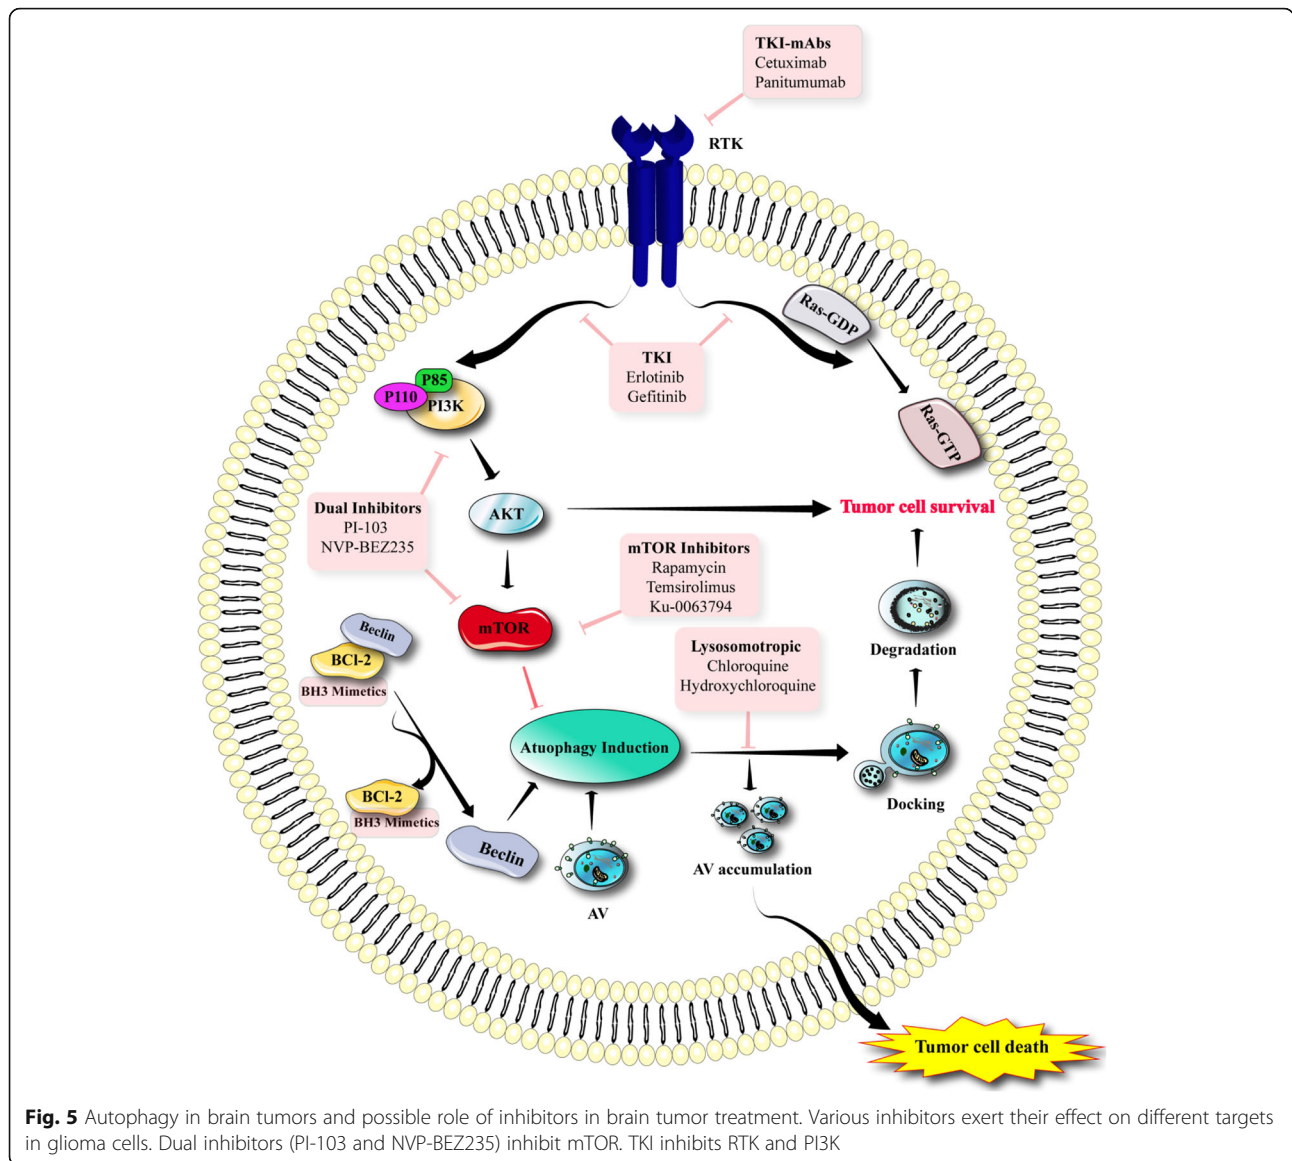 TKI-mAbs
Cetuximab
Panitumumab
RTK
Ras-GDP
TKI
Erlotinib
Gefitinib
P85
P110
PI3K
Ras-GTP
Dual Inhibitors
PI-103
NVP-BEZ235
AKT
Tumor cell survival
mTOR Inhibitors
Rapamycin
Temsirolimus
Ku-0063794
mTOR
Beclin
BCl-2
BH3 Mimetics
Lysosomotropic
Chloroquine
Hydroxychloroquine
Degradation
Atuophagy Induction
BCl-2
BH3 Mimetics
Beclin
Docking
AV accumulation
AV
Tumor cell death
Fig. 5 Autophagy in brain tumors and possible role of inhibitors in brain tumor treatment. Various inhibitors exert their effect on different targets
in glioma cells. Dual inhibitors (PI-103 and NVP-BEZ235) inhibit mTOR. TKI inhibits RTK and PI3K